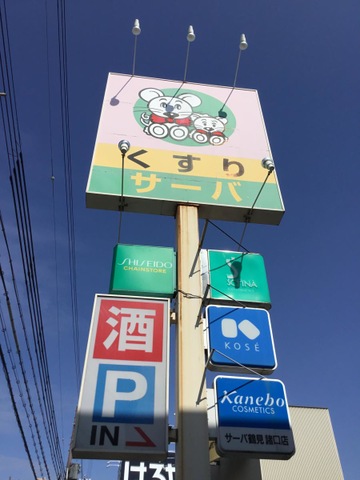 くすり
サーバ
SHISEIDO
CHAINSTORE
SOFINA
KOSÉ
酒
P
IN
Kanebo
COSMETICS
サーバ鶴見 諸口店